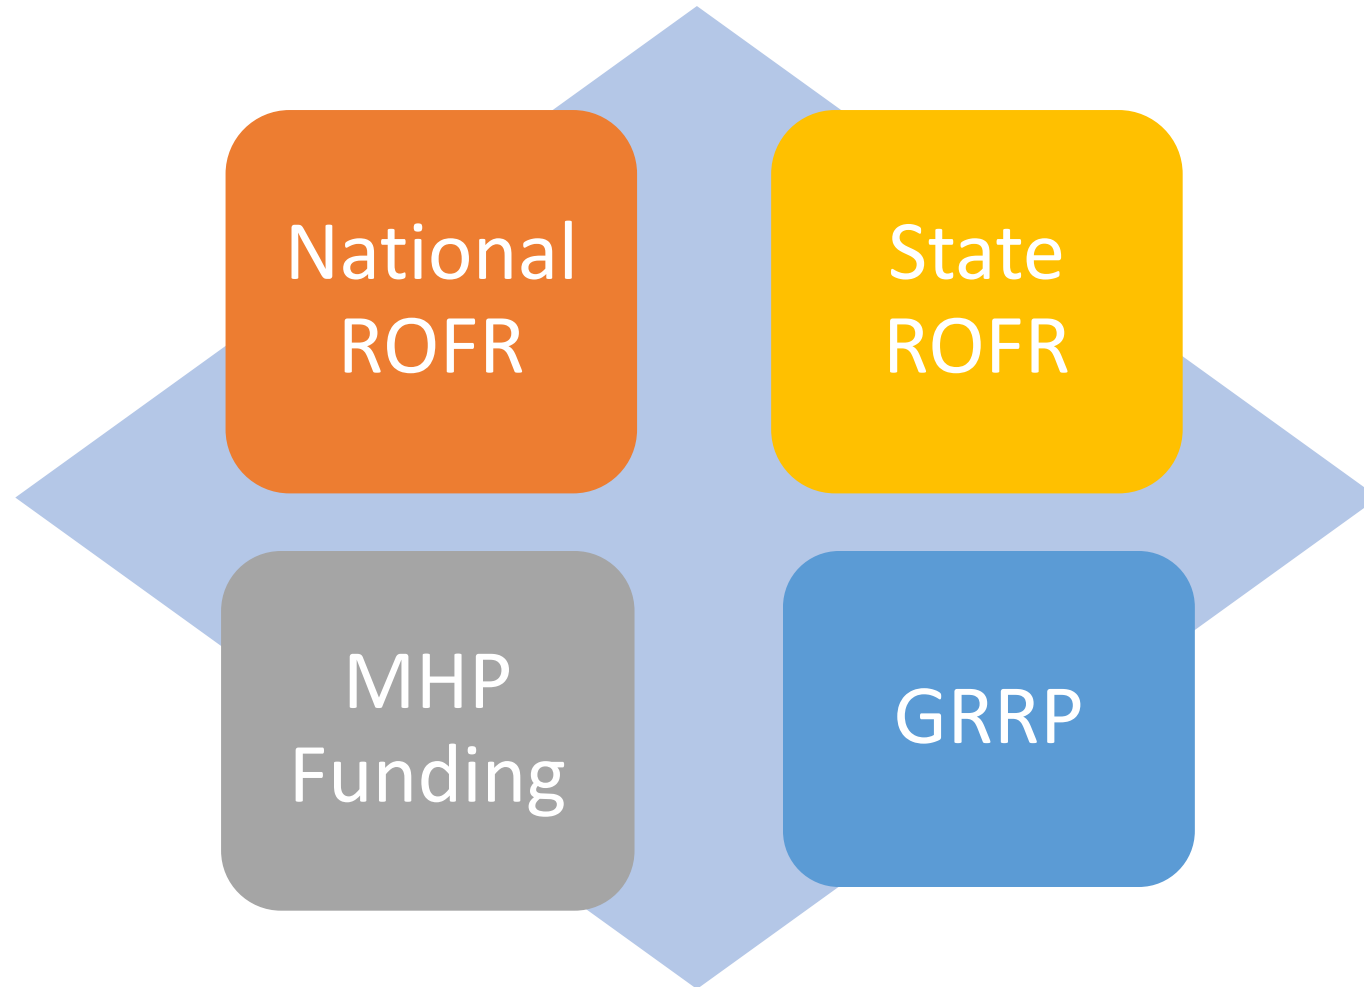 National
ROFR
State
ROFR
MHP
Funding
GRRP